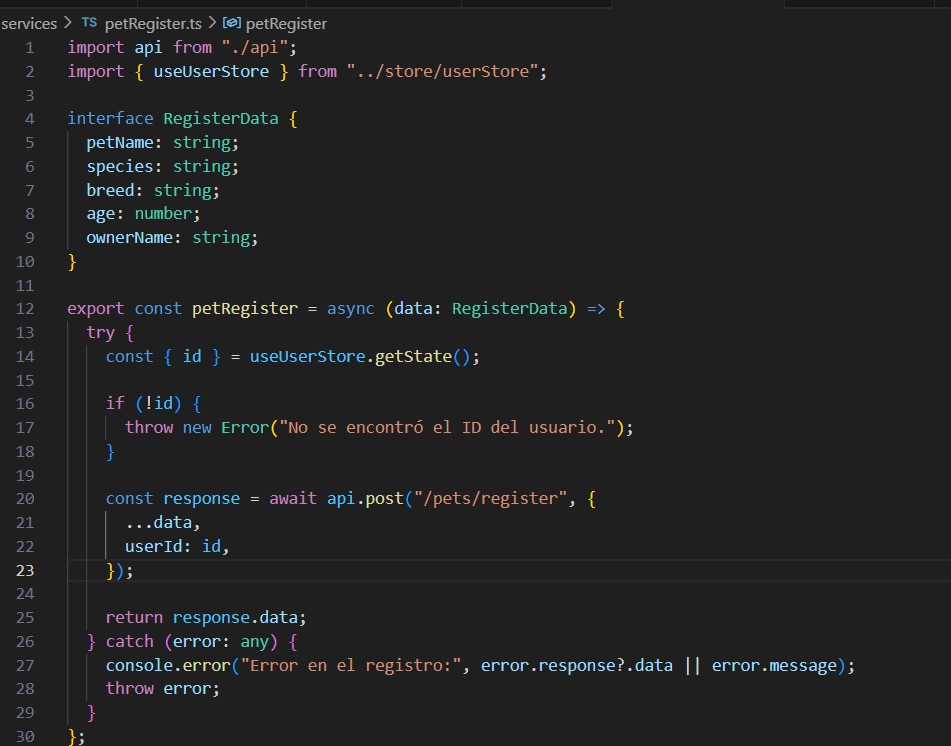 services > TS petRegister.ts > petRegister
1 import api from "./api";
2 import { useUserStore } from "../store/userStore";
3
4 interface RegisterData {
5 petName: string;
6 species: string;
7 breed: string;
8 age: number;
9 ownerName: string;
10 }
11
12 export const petRegister = async (data: RegisterData) => {
13 try {
14 const { id } = useUserStore.getState();
15
16 if (!id) {
17 throw new Error("No se encontró el ID del usuario.");
18 }
19
20 const response = await api.post("/pets/register", {
21 ...data,
22 userId: id,
23 });
24
25 return response.data;
26 } catch (error: any) {
27 console.error("Error en el registro:", error.response?.data || error.message);
28 throw error;
29 }
30 };